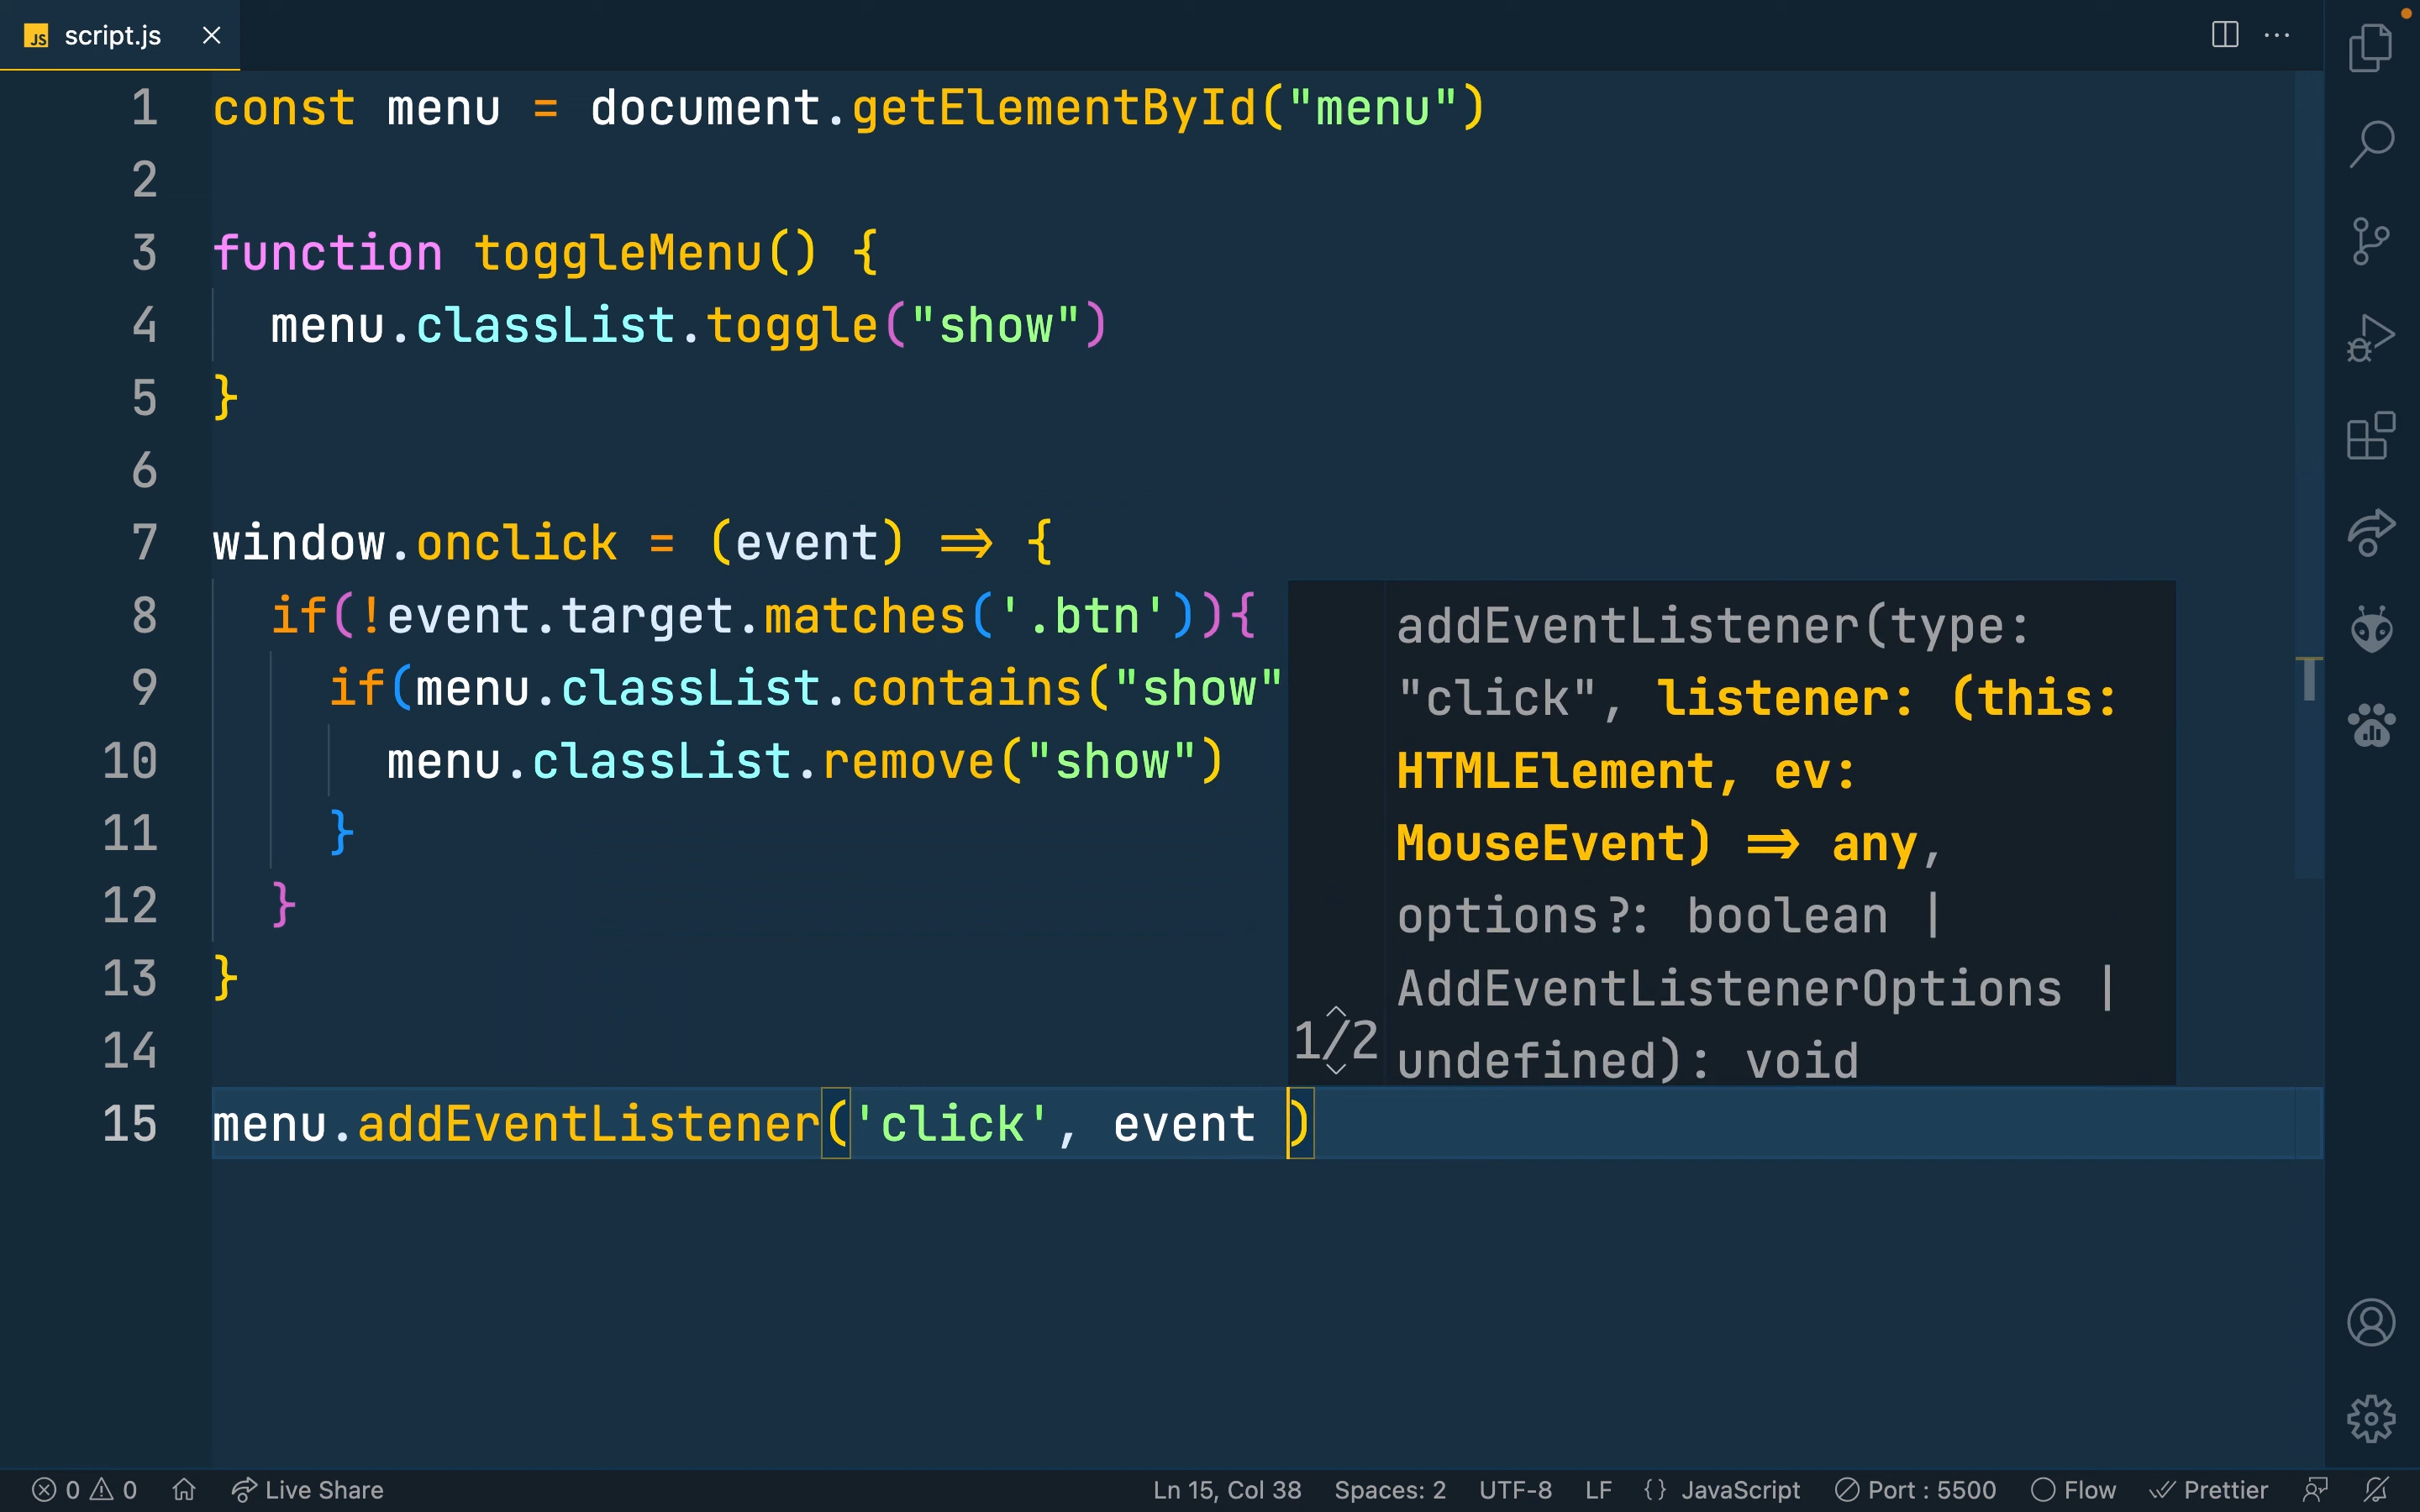 script.js
1 const menu = document.getElementById("menu")
2
3 function toggleMenu() {
4 menu.classList.toggle("show")
5 }
6
7 window.onclick = (event) => {
8 if(!event.target.matches('.btn')){
9 if(menu.classList.contains("show"
10 menu.classList.remove("show")
11 }
12 }
13 }
14
15 menu.addEventListener('click', event )
addEventListener(type:
"click", listener: (this:
HTMLElement, ev:
MouseEvent) => any,
options?: boolean |
AddEventListenerOptions |
undefined): void
1/2
0 0 Live Share Ln 15, Col 38 Spaces: 2 UTF-8 LF {} JavaScript Port : 5500 Flow Prettier